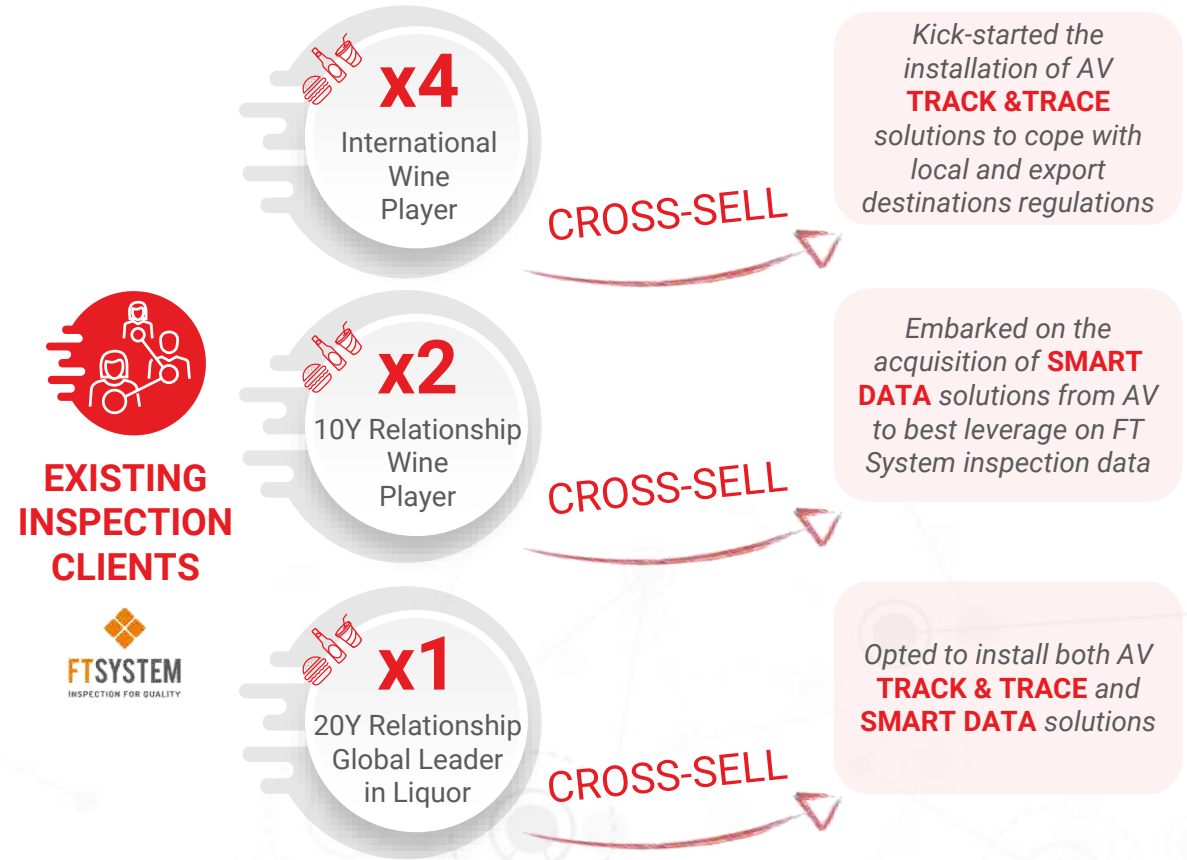 x4
International
Wine
Player
CROSS-SELL
Kick-started the
installation of AV
TRACK &TRACE
solutions to cope with
local and export
destinations regulations
EXISTING
INSPECTION
CLIENTS
FTSYSTEM
INSPECTION FOR QUALITY
x2
10Y Relationship
Wine
Player
CROSS-SELL
Embarked on the
acquisition of SMART
DATA solutions from AV
to best leverage on FT
System inspection data
x1
20Y Relationship
Global Leader
in Liquor
CROSS-SELL
Opted to install both AV
TRACK & TRACE and
SMART DATA solutions